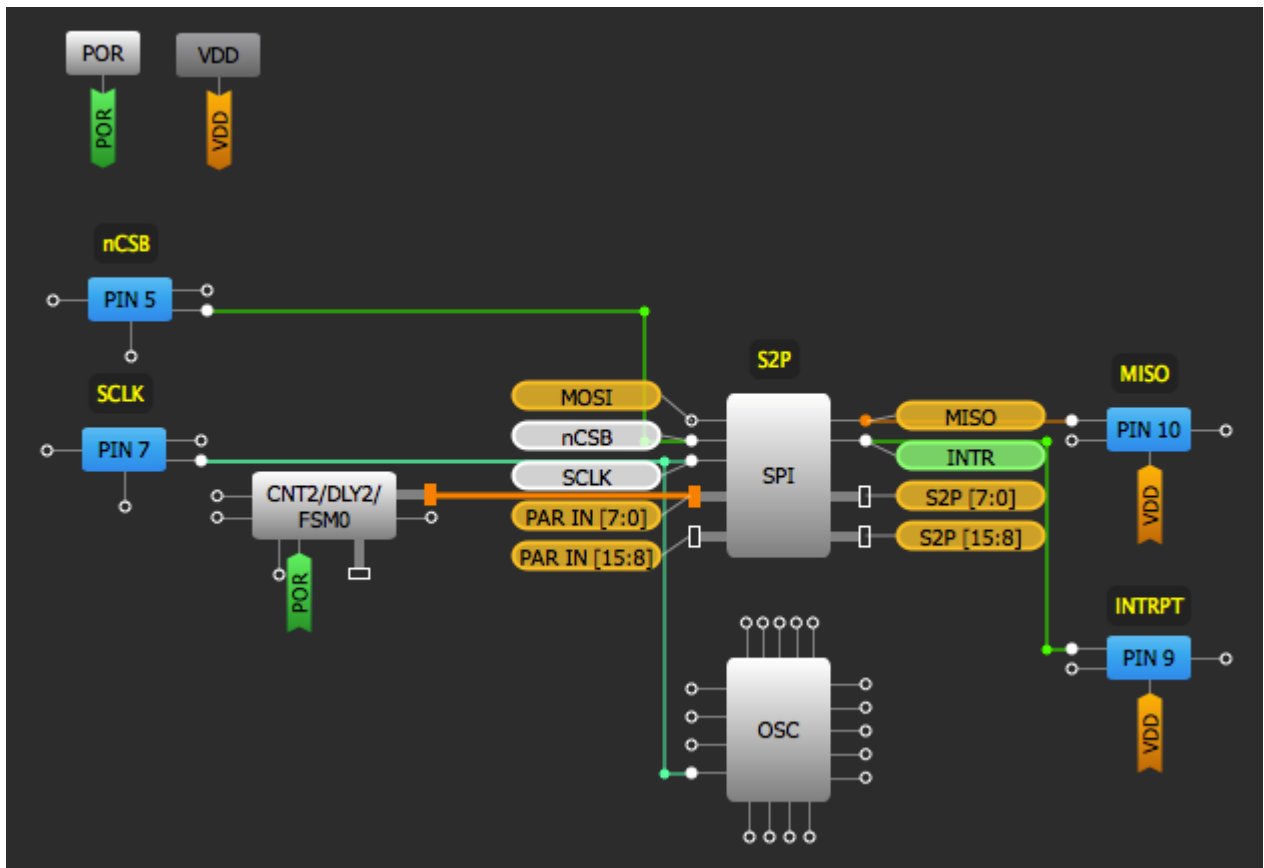 POR
VDD
POR
VDD
nCSB
PIN 5
SCLK
PIN 7
CNT2/DLY2/
FSM0
POR
MOSI
nCSB
SCLK
PAR IN [7:0]
PAR IN [15:8]
S2P
SPI
MISO
INTR
S2P [7:0]
S2P [15:8]
MISO
PIN 10
VDD
OSC
INTRPT
PIN 9
VDD